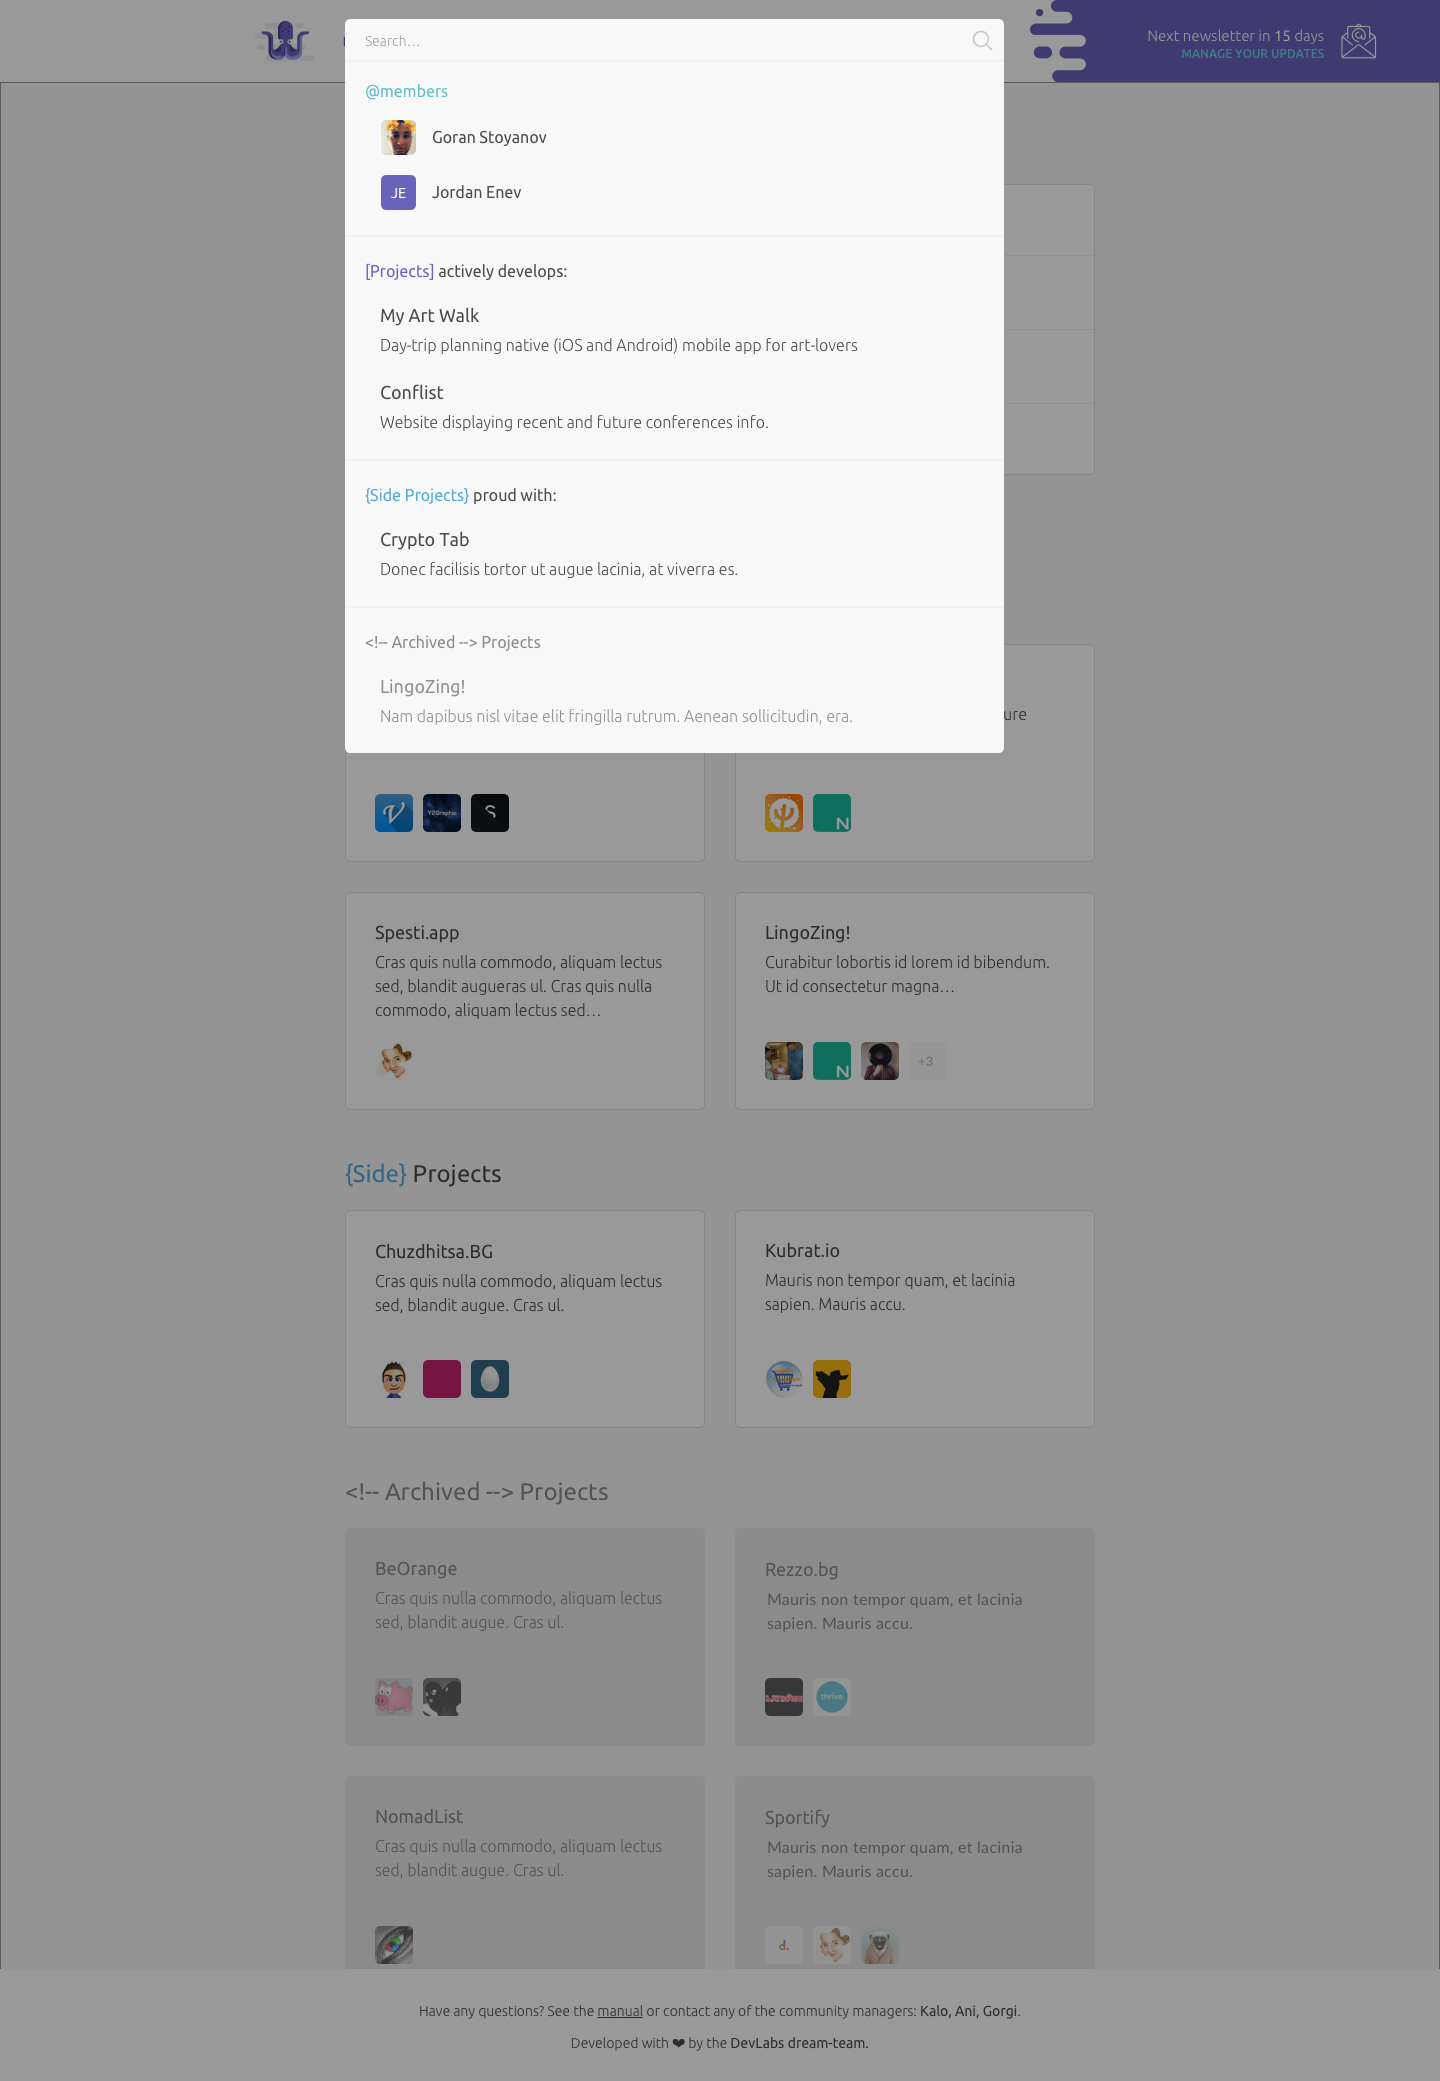 Search...
Next newsletter in 15 days
MANAGE YOUR UPDATES
@members
Goran Stoyanov
JE
Jordan Enev
[Projects] actively develops:
My Art Walk
Day-trip planning native (iOS and Android) mobile app for art-lovers
Conflist
Website displaying recent and future conferences info.
{Side Projects} proud with:
Crypto Tab
Donec facilisis tortor ut augue lacinia, at viverra es.
<!-- Archived --> Projects
LingoZing!
Nam dapibus nisl vitae elit fringilla rutrum. Aenean sollicitudin, era.
ure
V
Y2Graphic
S
N
Spesti.app
Cras quis nulla commodo, aliquam lectus
sed, blandit augueras ul. Cras quis nulla
commodo, aliquam lectus sed...
LingoZing!
Curabitur lobortis id lorem id bibendum.
Ut id consectetur magna...
N
+3
{Side} Projects
Chuzdhitsa.BG
Cras quis nulla commodo, aliquam lectus
sed, blandit augue. Cras ul.
Kubrat.io
Mauris non tempor quam, et lacinia
sapien. Mauris accu.
<!-- Archived --> Projects
BeOrange
Cras quis nulla commodo, aliquam lectus
sed, blandit augue. Cras ul.
Rezzo.bg
Mauris non tempor quam, et lacinia
sapien. Mauris accu.
thrive
NomadList
Cras quis nulla commodo, aliquam lectus
sed, blandit augue. Cras ul.
Sportify
Mauris non tempor quam, et lacinia
sapien. Mauris accu.
d.
Have any questions? See the manual or contact any of the community managers: Kalo, Ani, Gorgi.
Developed with ❤ by the DevLabs dream-team.